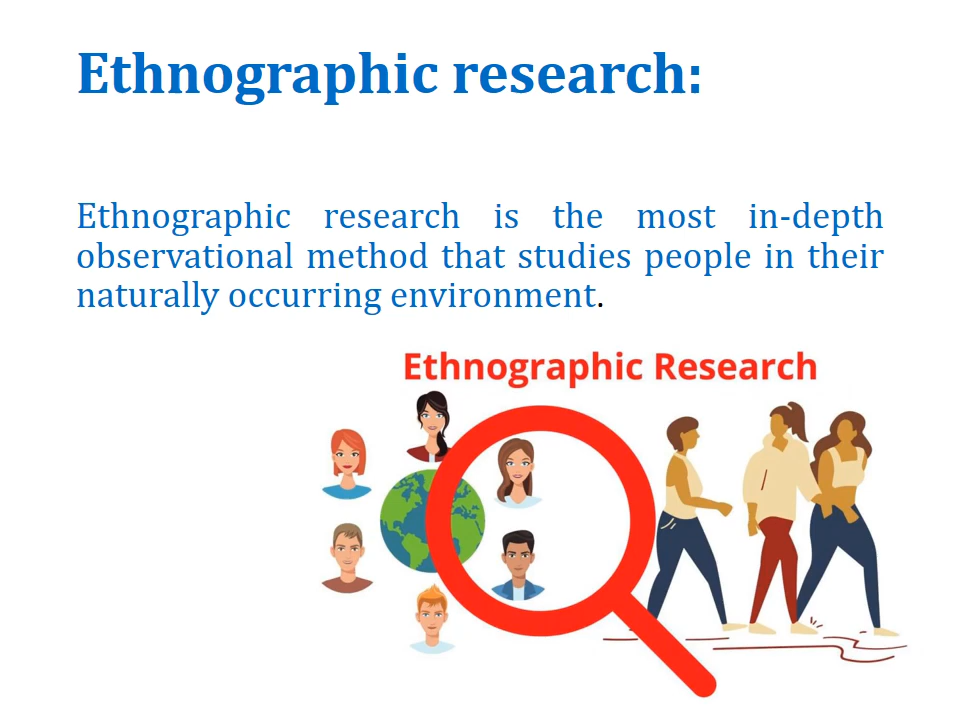 Ethnographic research:
Ethnographic research is the most in-depth
observational method that studies people in their
naturally occurring environment.
Ethnographic Research